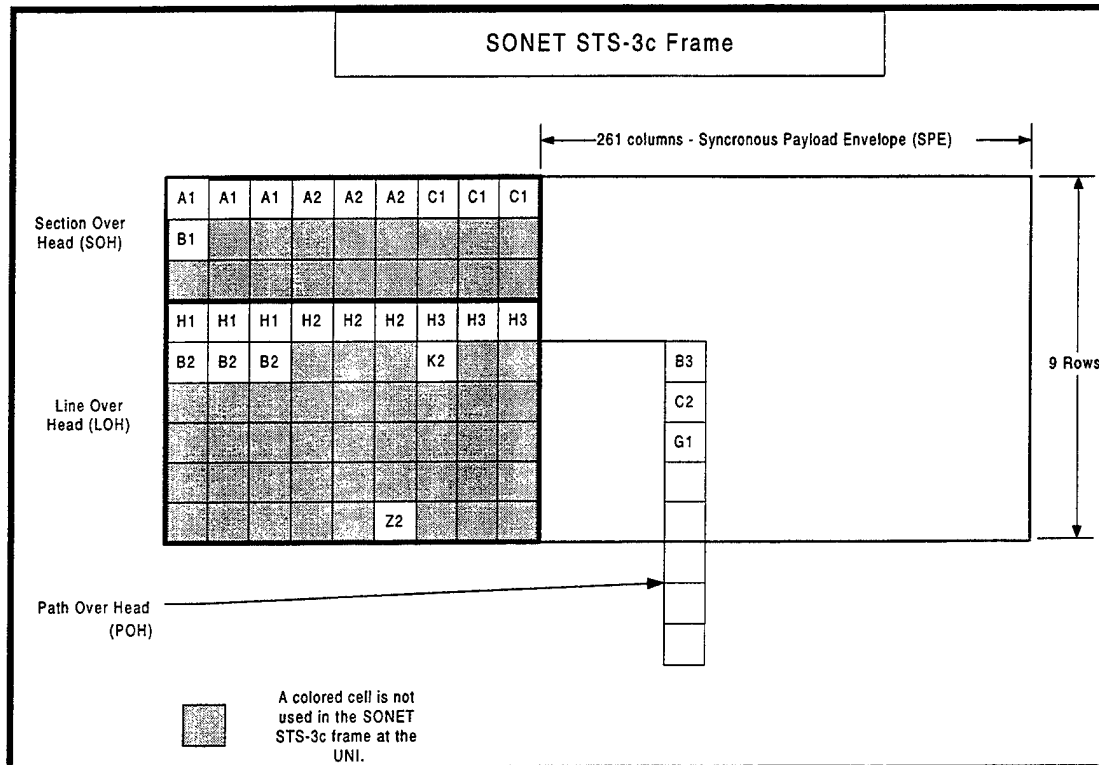 SONET STS-3c Frame
261 columns - Syncronous Payload Envelope (SPE)
A1 A1 A1 A2 A2 A2 C1 C1 C1
Section Over
Head (SOH)
B1
H1 H1 H1 H2 H2 H2 H3 H3 H3
B2 B2 B2 K2
B3
9 Rows
C2
Line Over
Head (LOH)
G1
Z2
Path Over Head
(POH)
A colored cell is not
used in the SONET
STS-3c frame at the
UNI.